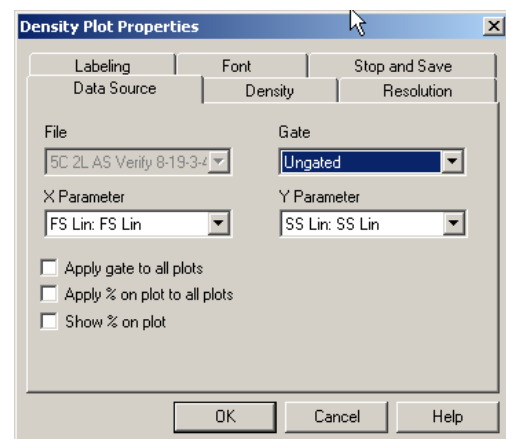 Density Plot Properties
Labeling Font Stop and Save
Data Source Density Resolution
File Gate
5C 2L AS Verify 8-19-3-4 Ungated
X Parameter Y Parameter
FS Lin: FS Lin SS Lin: SS Lin
Apply gate to all plots
Apply % on plot to all plots
Show % on plot
OK Cancel Help